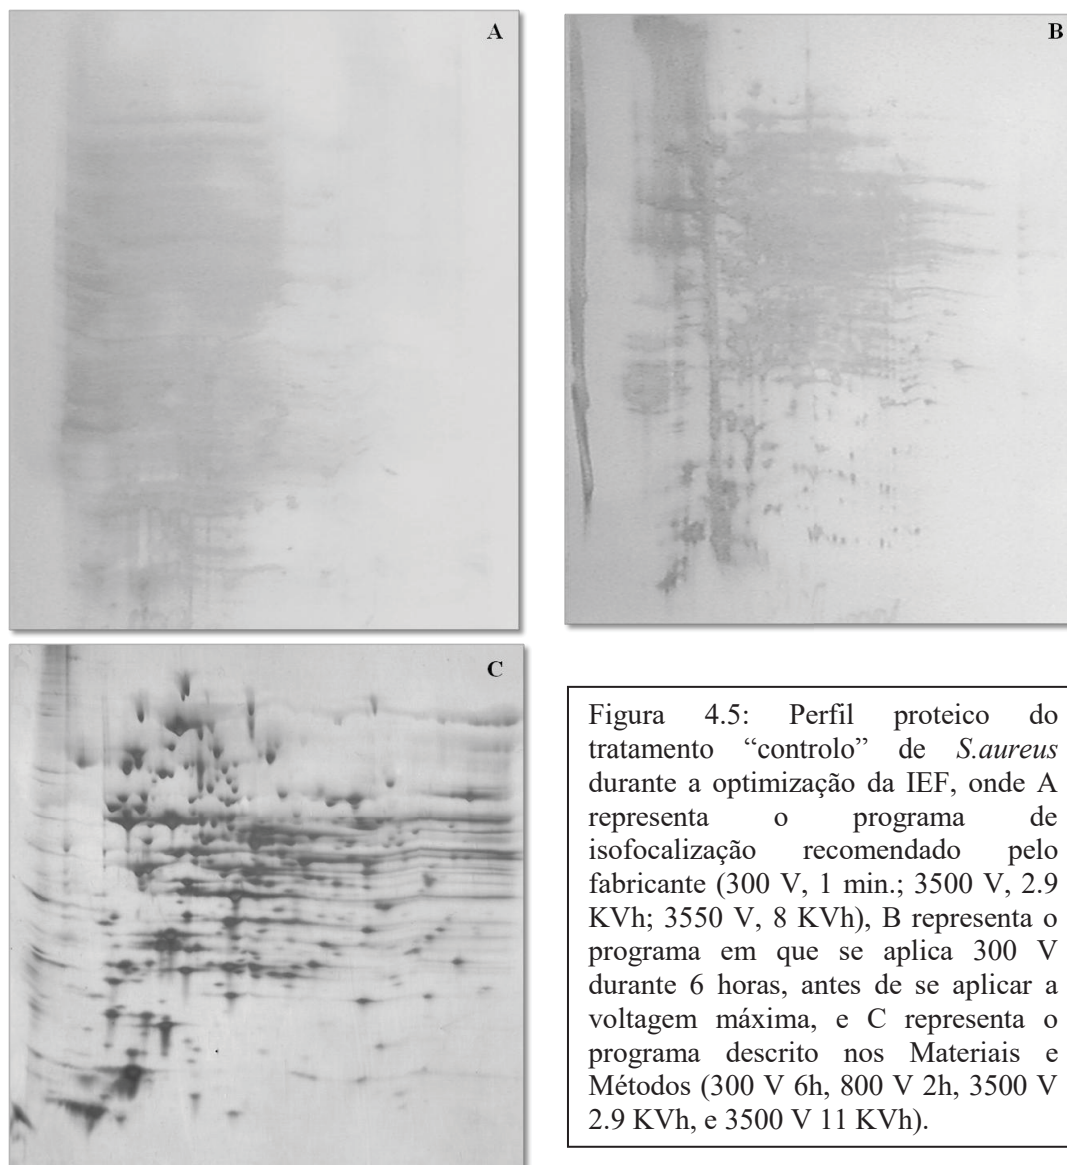 A
B
C
Figura 4.5: Perfil proteico do
tratamento “controlo” de S.aureus
durante a optimização da IEF, onde A
representa o programa de
isofocalização recomendado pelo
fabricante (300 V, 1 min.; 3500 V, 2.9
KVh; 3550 V, 8 KVh), B representa o
programa em que se aplica 300 V
durante 6 horas, antes de se aplicar a
voltagem máxima, e C representa o
programa descrito nos Materiais e
Métodos (300 V 6h, 800 V 2h, 3500 V
2.9 KVh, e 3500 V 11 KVh).